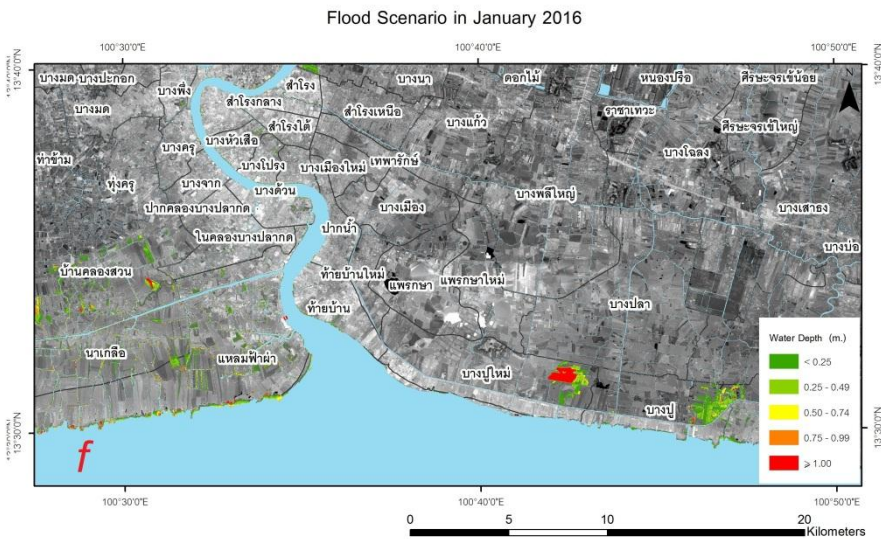 Flood Scenario in January 2016
100°30'0"E 100°40'0"E 100°50'0"E
13°40'0"N
บางมด บางปะกอก
บางมด
บางพึ่ง
สำโรง
สำโรงกลาง
บางนา
ดอกไม้
หนองปรือ
ศีรษะจรเข้น้อย
N
สำโรงเหนือ
บางแก้ว
ราชาเทวะ
ศีรษะจรเข้ใหญ่
ท่าข้าม
บางครุ
บางหัวเสือ
สำโรงใต้
บางโปรง
บางเมืองใหม่
เทพารักษ์
บางโฉลง
ทุ่งครุ
บางจาก
บางด้วน
บางพลีใหญ่
บางเสาธง
ปากคลองบางปลากด
บางเมือง
ในคลองบางปลากด
ปากน้ำ
บางบ่อ
บ้านคลองสวน
ท้ายบ้านใหม่
แพรกษา
แพรกษาใหม่
ท้ายบ้าน
บางปลา
นาเกลือ
แหลมฟ้าผ่า
บางปูใหม่
บางปู
Water Depth (m.)
< 0.25
0.25 - 0.49
0.50 - 0.74
0.75 - 0.99
⩾ 1.00
13°30'0"N
13°30'0"N
f
100°30'0"E 100°40'0"E 100°50'0"E
0 5 10 20
Kilometers